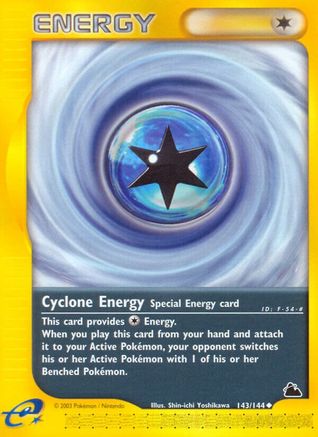 ENERGY
Cyclone Energy Special Energy card
ID: F-54-#
This card provides Energy.
When you play this card from your hand and attach
it to your Active Pokémon, your opponent switches
his or her Active Pokémon with 1 of his or her
Benched Pokémon.
Illus. Shin-ichi Yoshikawa 143/144
e
©2003 Pokémon / Nintendo